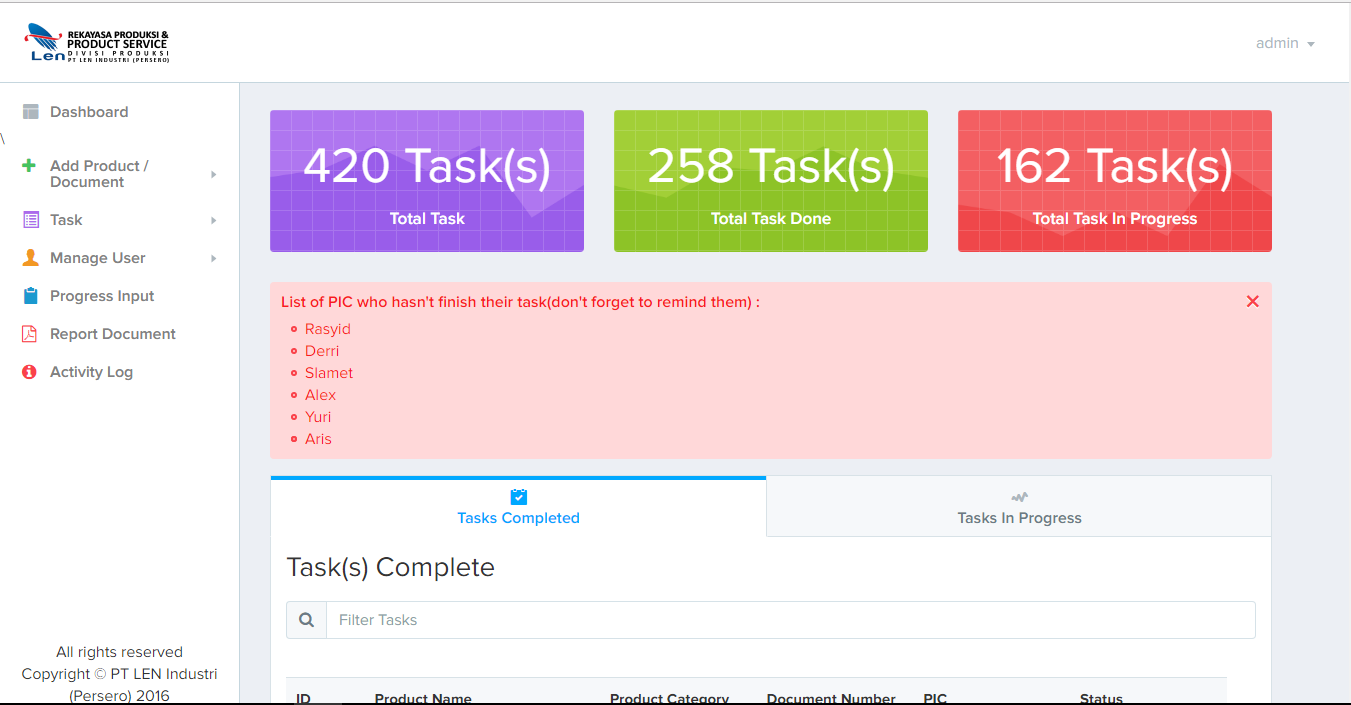 REKAYASA PRODUKSI &
PRODUCT SERVICE
DIVISI PRODUKSI
Len PT LEN INDUSTRI (PERSERO)
admin
Dashboard
\
Add Product /
Document
Task
Manage User
Progress Input
Report Document
Activity Log
All rights reserved
Copyright © PT LEN Industri
(Persero) 2016
420 Task(s)
Total Task
258 Task(s)
Total Task Done
162 Task(s)
Total Task In Progress
List of PIC who hasn't finish their task(don't forget to remind them) :
Rasyid
Derri
Slamet
Alex
Yuri
Aris
Tasks Completed
Tasks In Progress
Task(s) Complete
Filter Tasks
ID Product Name Product Category Document Number PIC Status